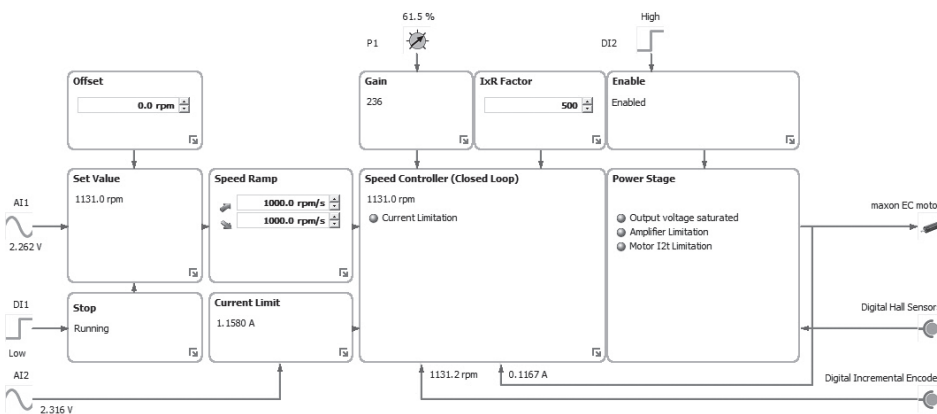 61.5 %
P1
High
DI2
Offset
0.0 rpm
Gain
236
IxR Factor
500
Enable
Enabled
AI1
2.262 V
Set Value
1131.0 rpm
Speed Ramp
1000.0 rpm/s
1000.0 rpm/s
Speed Controller (Closed Loop)
1131.0 rpm
Current Limitation
Power Stage
Output voltage saturated
Amplifier Limitation
Motor I2t Limitation
maxon EC moto
DI1
Low
Stop
Running
Current Limit
1.1580 A
Digital Hall Sensor
AI2
2.316 V
1131.2 rpm
0.1167 A
Digital Incremental Encode